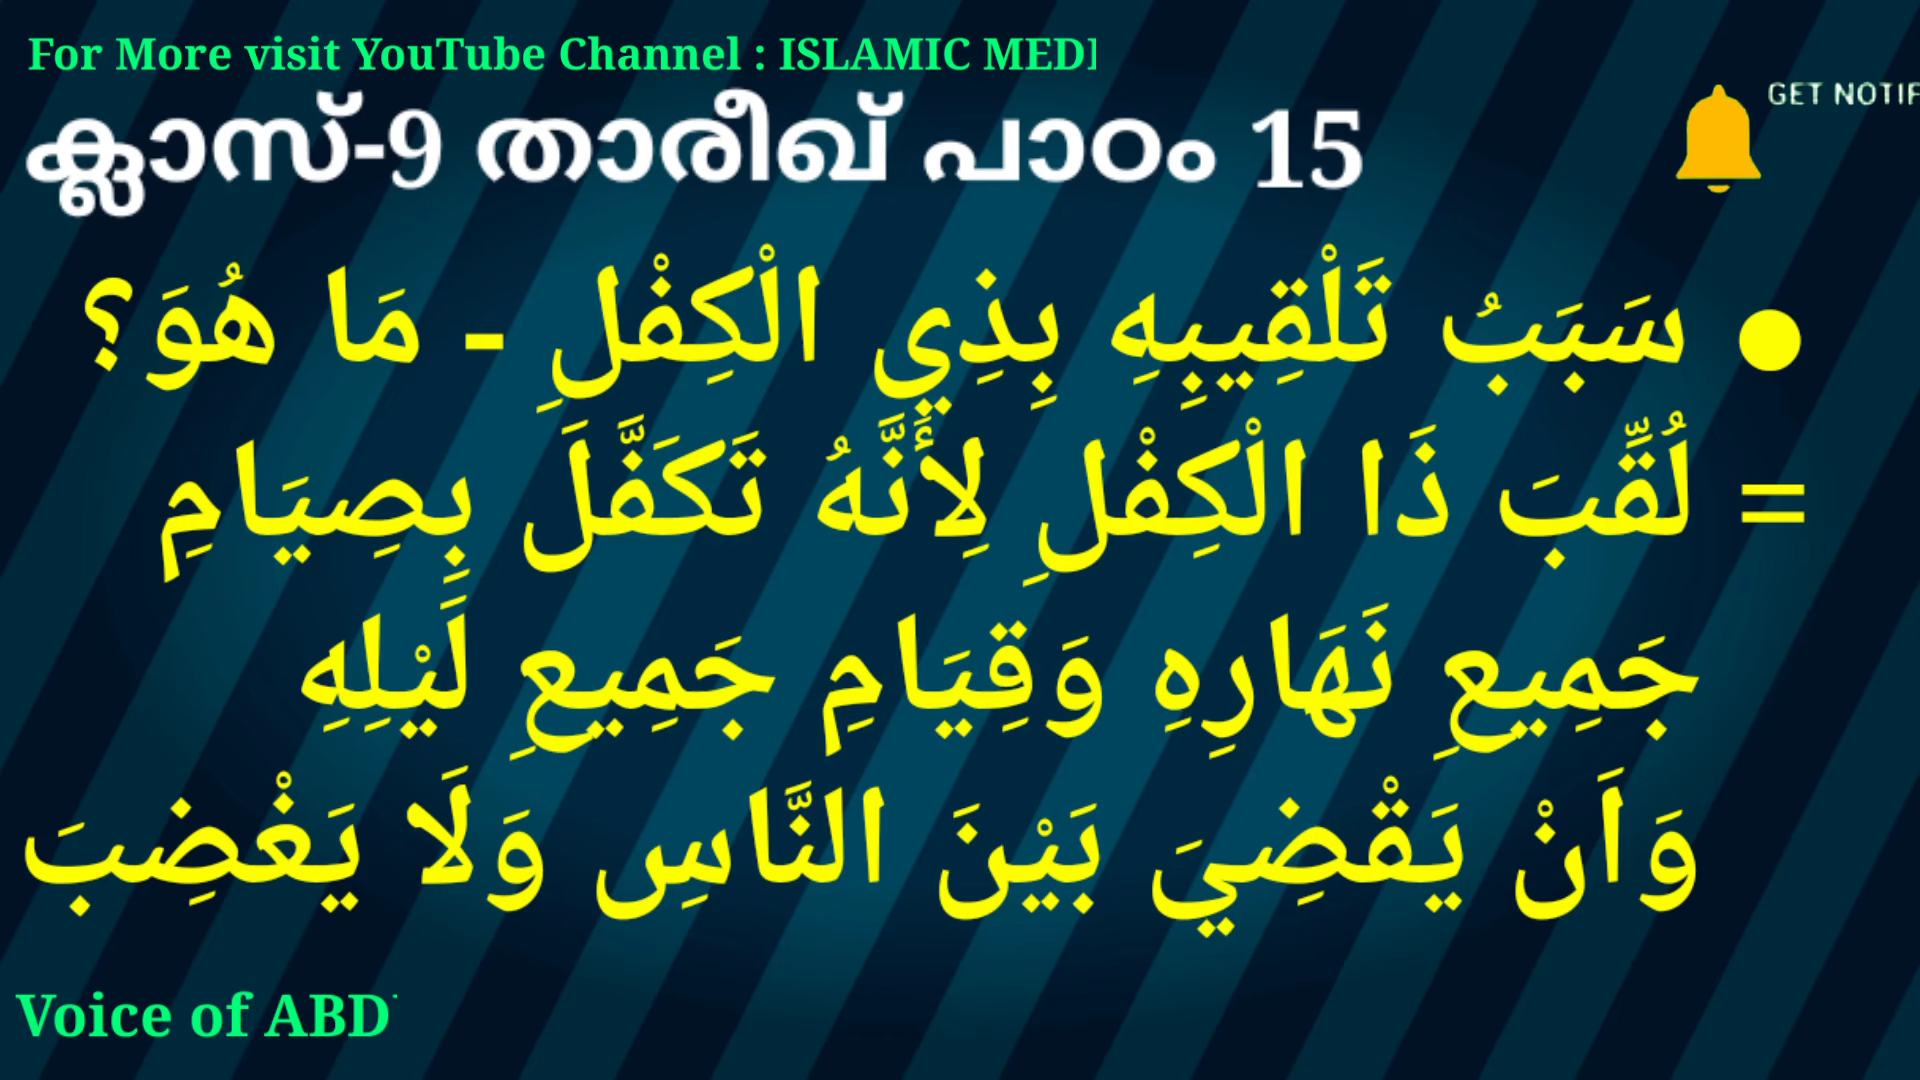 For More visit YouTube Channel : ISLAMIC MEDI
GET NOTIF
ക്ലാസ്-9 താരീഖ് പാഠം 15
● سَبَبُ تَلْقِيبِهِ بِذِي الْكِفْلِ - مَا هُوَ؟
= لُقِّبَ ذَا الْكِفْلِ لِأَنَّهُ تَكَفَّلَ بِصِيَامِ
جَمِيعِ نَهَارِهِ وَقِيَامِ جَمِيعِ لَيْلِهِ
وَاَنْ يَقْضِيَ بَيْنَ النَّاسِ وَلَا يَغْضِبَ
Voice of ABD